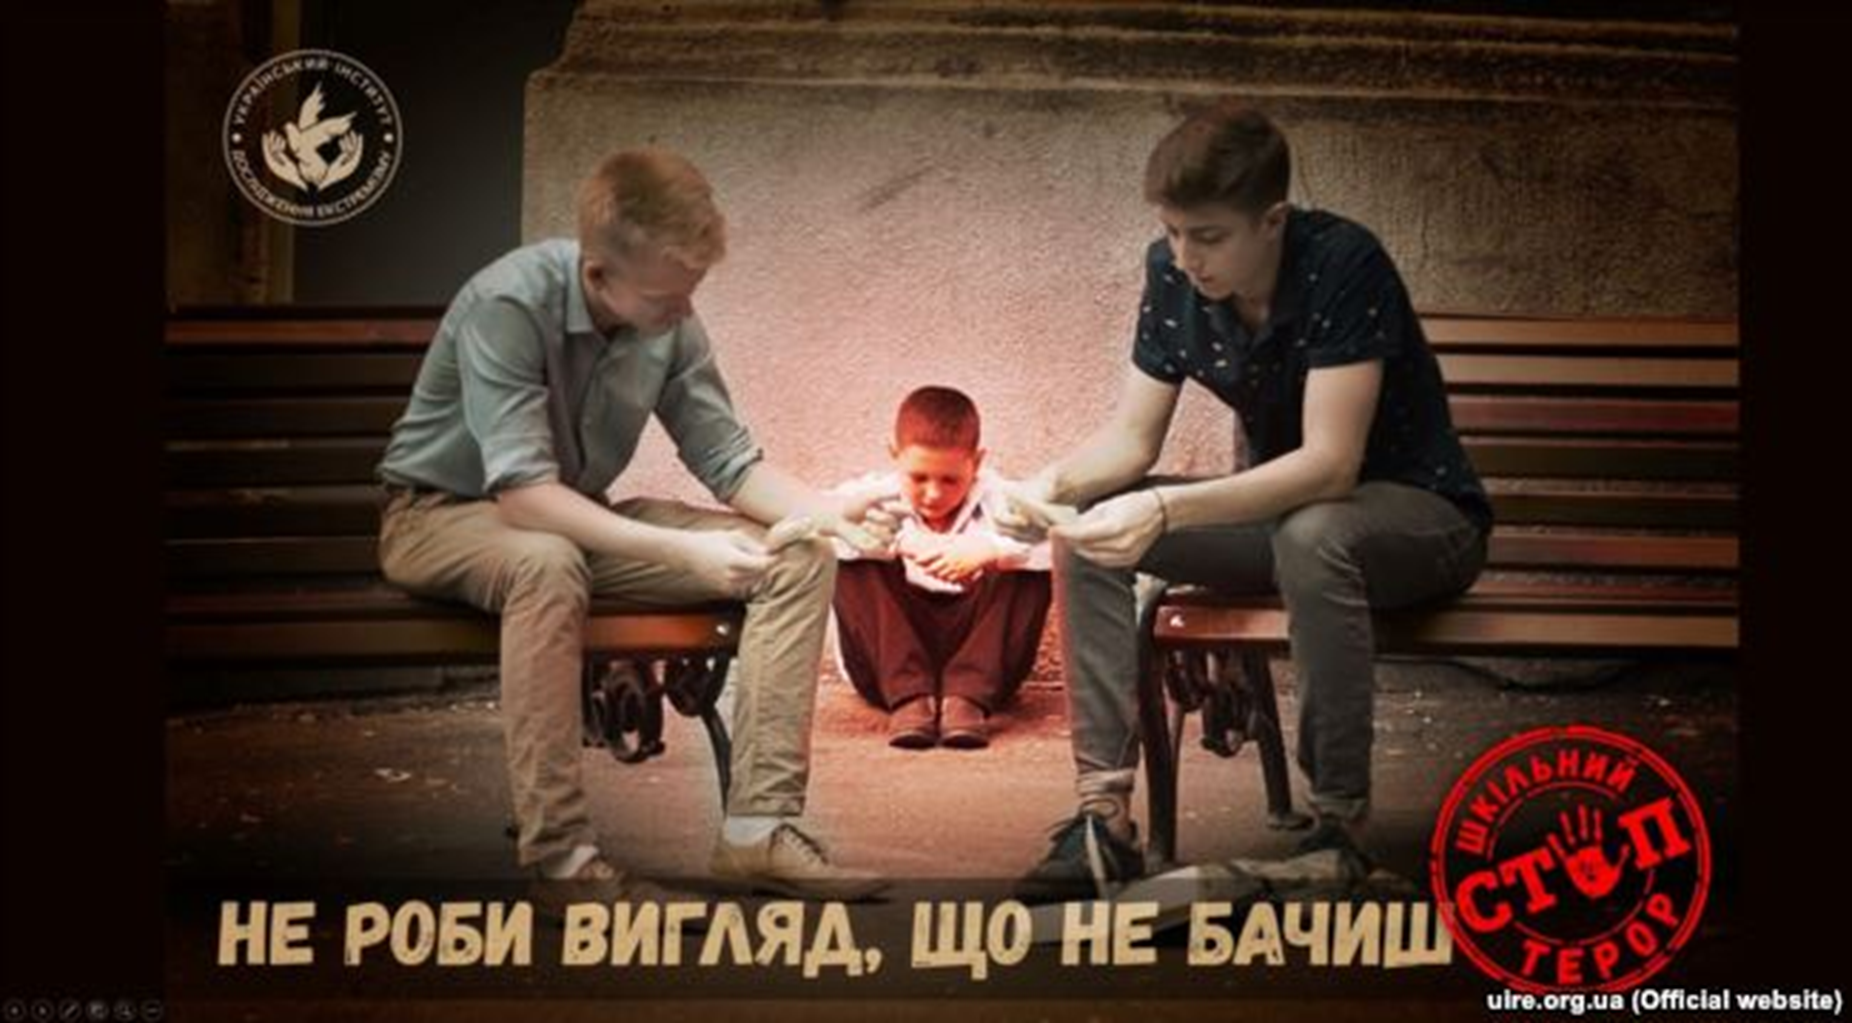 УКРАЇНСЬКИЙ ІНСТИТУТ
ДОСЛІДЖЕННЯ ЕКСТРЕМІЗМУ
НЕ РОБИ ВИГЛЯД, ЩО НЕ БАЧИШ
ШКІЛЬНИЙ
СТОП
ТЕРОР
uire.org.ua (Official website)